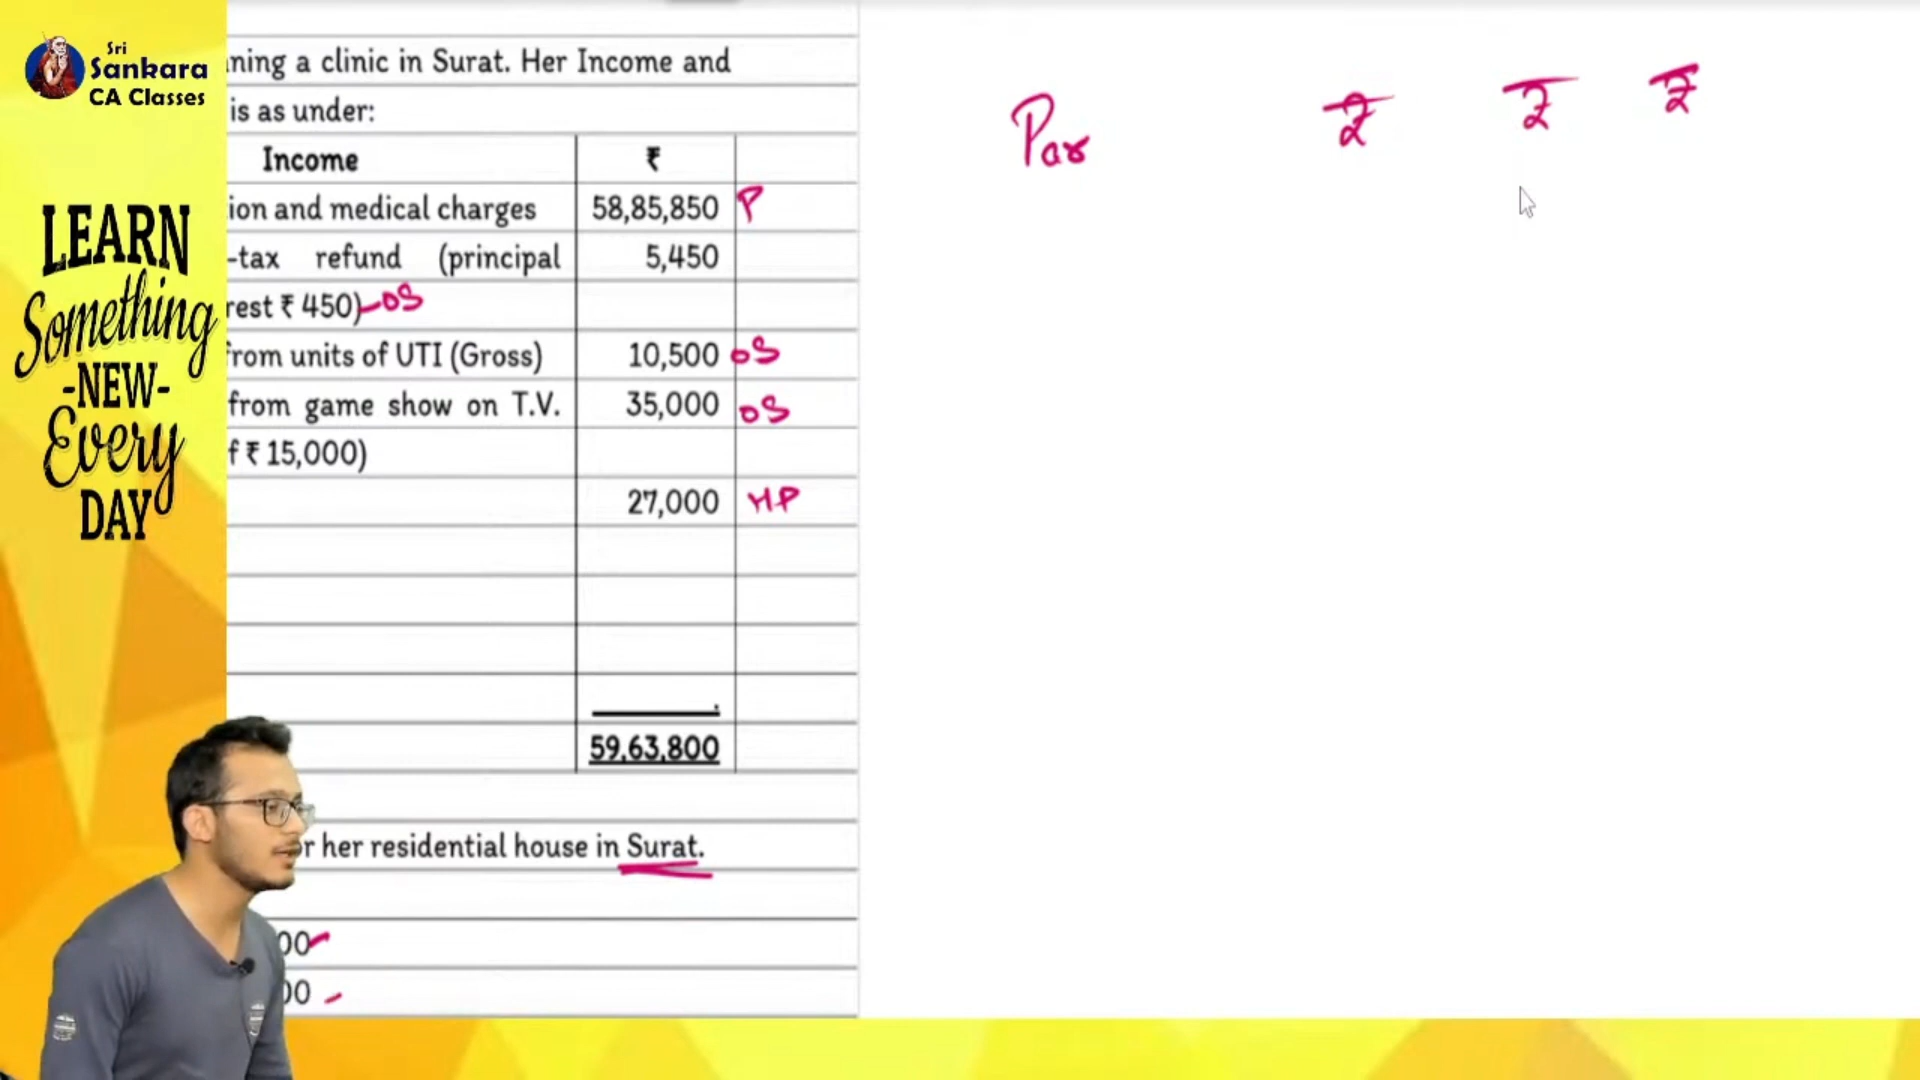 Sri
Sankara
CA Classes
LEARN
Something
-NEW-
Every
DAY
ning a clinic in Surat. Her Income and
is as under:
Income ₹
ion and medical charges 58,85,850 P
-tax refund (principal 5,450
rest ₹ 450) OS
from units of UTI (Gross) 10,500 OS
from game show on T.V. 35,000 OS
f ₹ 15,000)
27,000 HP
59,63,800
r her residential house in Surat.
00
00
Par ₹ ₹ ₹